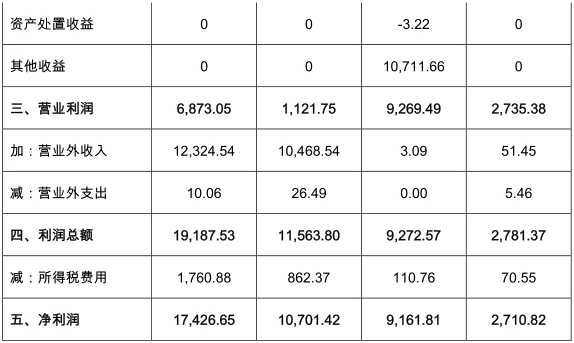 资产处置收益 0 0 -3.22 0
其他收益 0 0 10,711.66 0
三、营业利润 6,873.05 1,121.75 9,269.49 2,735.38
加：营业外收入 12,324.54 10,468.54 3.09 51.45
减：营业外支出 10.06 26.49 0.00 5.46
四、利润总额 19,187.53 11,563.80 9,272.57 2,781.37
减：所得税费用 1,760.88 862.37 110.76 70.55
五、净利润 17,426.65 10,701.42 9,161.81 2,710.82